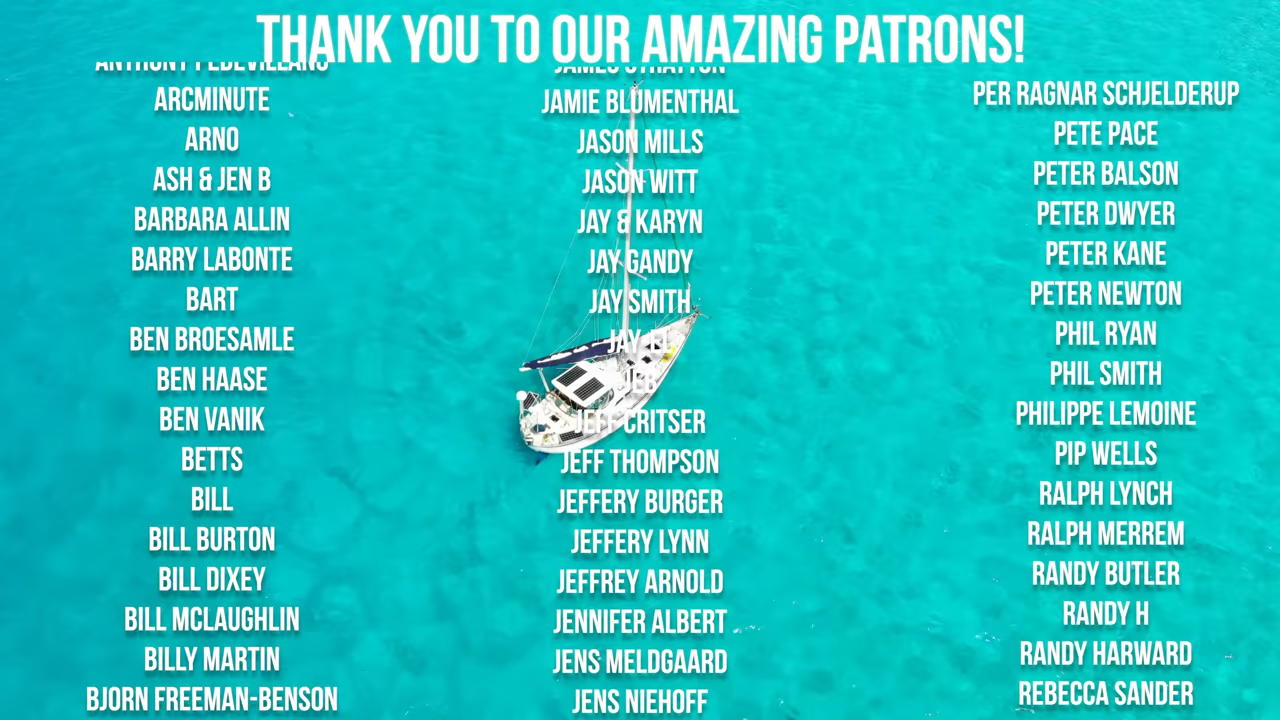 THANK YOU TO OUR AMAZING PATRONS!
ARCMINUTE
ARNO
ASH & JEN B
BARBARA ALLIN
BARRY LABONTE
BART
BEN BROESAMLE
BEN HAASE
BEN VANIK
BETTS
BILL
BILL BURTON
BILL DIXEY
BILL MCLAUGHLIN
BILLY MARTIN
BJORN FREEMAN-BENSON
JAMES STRATTON
JAMIE BLUMENTHAL
JASON MILLS
JASON WITT
JAY & KARYN
JAY GANDY
JAY SMITH
JEB
JEFF CRITSER
JEFF THOMPSON
JEFFERY BURGER
JEFFERY LYNN
JEFFREY ARNOLD
JENNIFER ALBERT
JENS MELDGAARD
JENS NIEHOFF
PER RAGNAR SCHJELDERUP
PETE PACE
PETER BALSON
PETER DWYER
PETER KANE
PETER NEWTON
PHIL RYAN
PHIL SMITH
PHILIPPE LEMOINE
PIP WELLS
RALPH LYNCH
RALPH MERREM
RANDY BUTLER
RANDY H
RANDY HARWARD
REBECCA SANDER